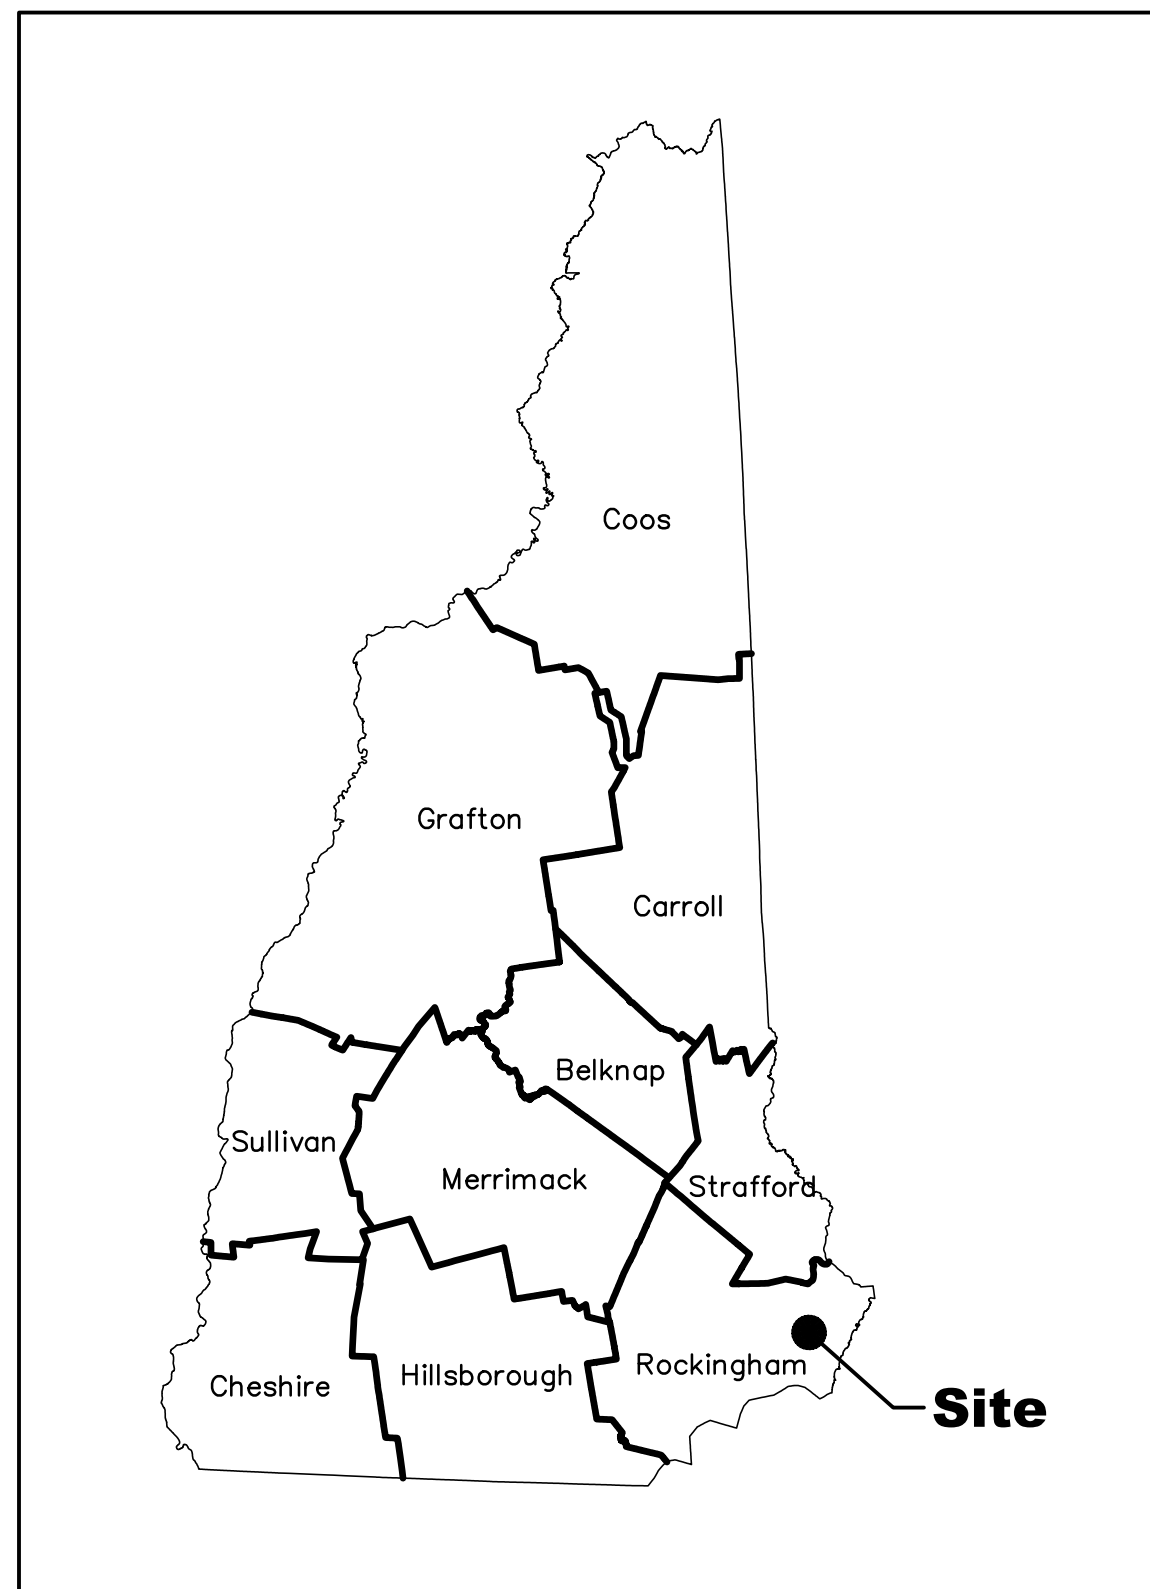 Coos
Grafton
Carroll
Belknap
Sullivan
Merrimack
Strafford
Rockingham
Hillsborough
Cheshire
Site